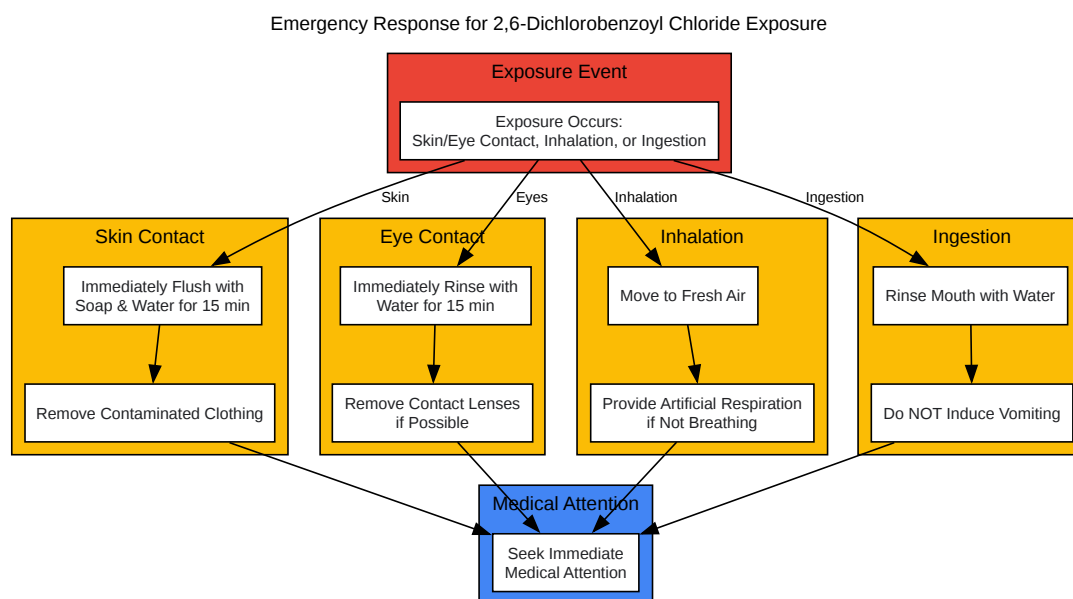 Emergency Response for 2,6-Dichlorobenzoyl Chloride Exposure
Exposure Event
Exposure Occurs:
Skin/Eye Contact, Inhalation, or Ingestion
Skin
Eyes
Inhalation
Ingestion
Skin Contact
Eye Contact
Inhalation
Ingestion
Immediately Flush with
Soap & Water for 15 min
Immediately Rinse with
Water for 15 min
Move to Fresh Air
Rinse Mouth with Water
Remove Contaminated Clothing
Remove Contact Lenses
if Possible
Provide Artificial Respiration
if Not Breathing
Do NOT Induce Vomiting
Medical Attention
Seek Immediate
Medical Attention